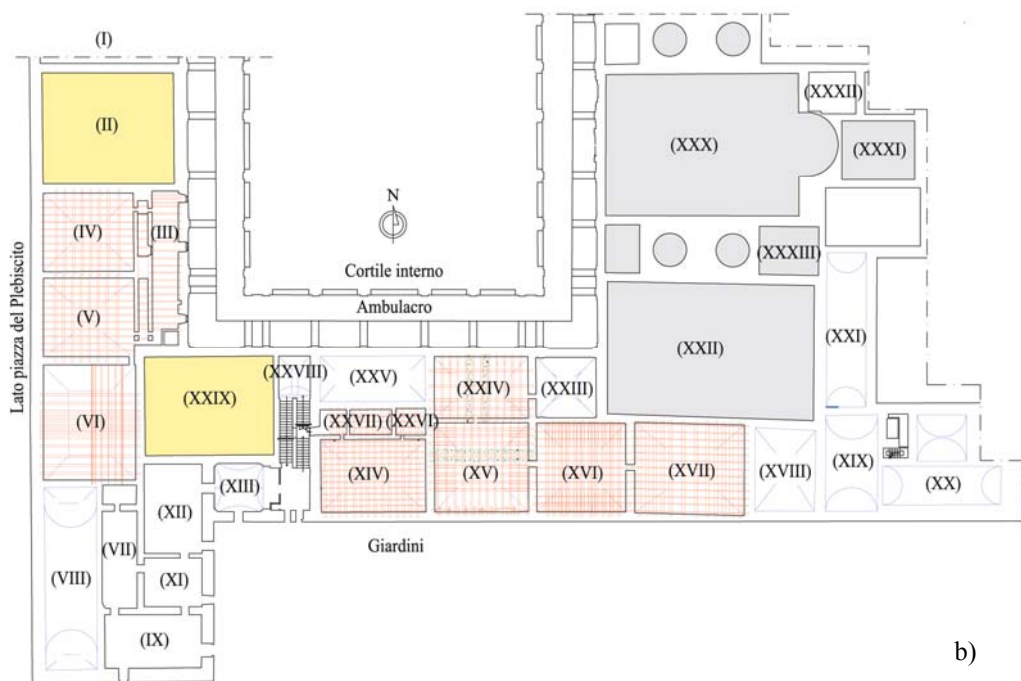 (I)
(II)
(XXXII)
(XXX)
(XXXI)
(IV)
(III)
N
(XXXIII)
Cortile interno
Ambulacro
(V)
(XXI)
(XXII)
Lato piazza del Plebiscito
(XXVIII)
(XXV)
(XXIV)
(XXIII)
(XXIX)
(VI)
(XXVII)
(XXVI)
(XIV)
(XV)
(XVI)
(XVII)
(XVIII)
(XIX)
(XX)
(XIII)
(XII)
(VII)
Giardini
(VIII)
(XI)
(IX)
b)